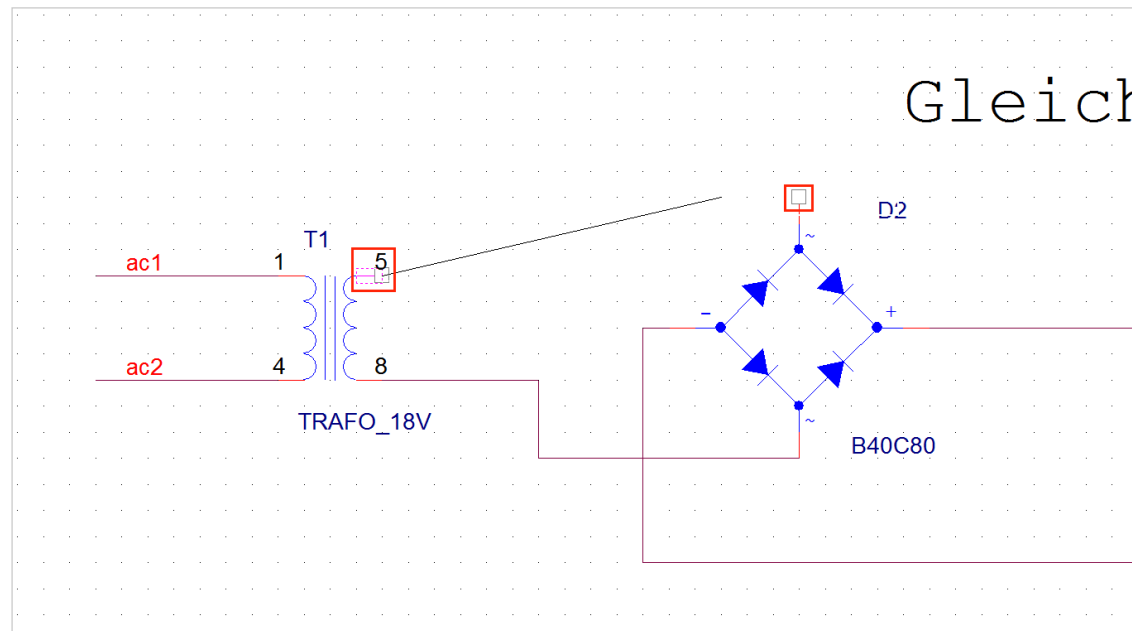 Gleich
D2
~
T1
ac1
1
5
- +
ac2
4
8
~
TRAFO_18V
B40C80